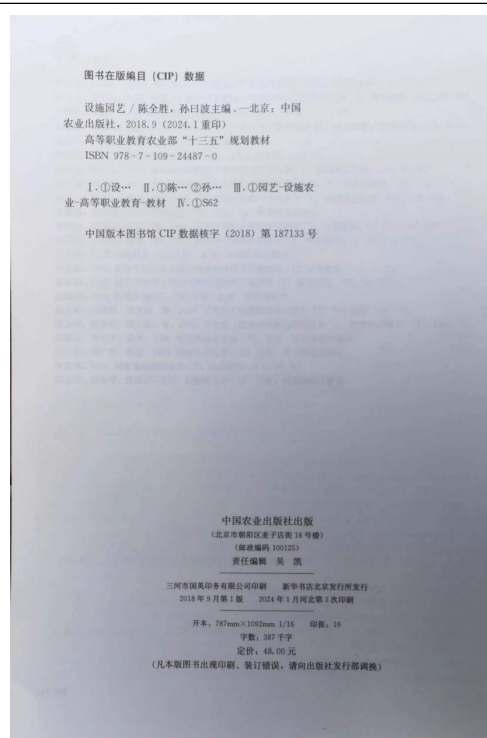 图书在版编目（CIP）数据
设施园艺 / 陈全胜，孙曰波主编．—北京：中国
农业出版社，2018.9（2024.1重印）
高等职业教育农业部“十三五”规划教材
ISBN 978-7-109-24487-0
Ⅰ.①设… Ⅱ.①陈…②孙… Ⅲ.①园艺-设施农
业-高等职业教育-教材 Ⅳ.①S62
中国版本图书馆CIP数据核字（2018）第187133号
中国农业出版社出版
（北京市朝阳区麦子店街18号楼）
（邮政编码100125）
责任编辑 吴 凯
三河市国英印务有限公司印刷 新华书店北京发行所发行
2018年9月第1版 2024年1月河北第3次印刷
开本：787mm×1092mm 1/16 印张：16
字数：387千字
定价：48.00元
（凡本版图书出现印刷、装订错误，请向出版社发行部调换）